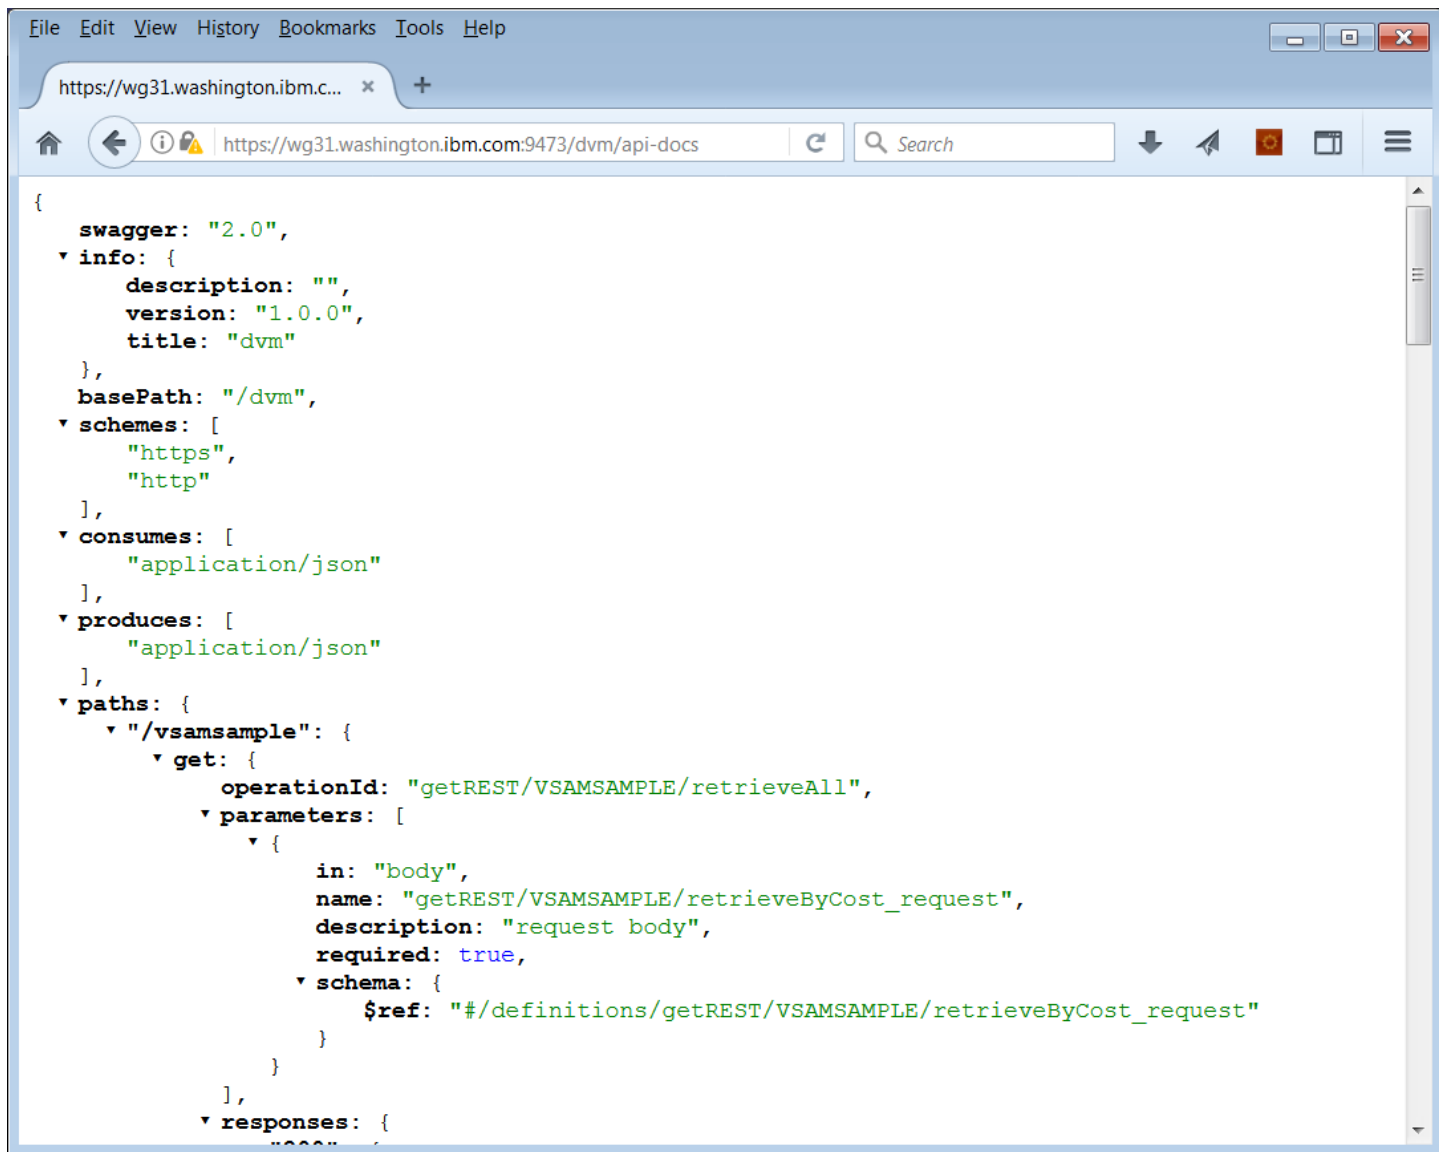 File Edit View History Bookmarks Tools Help
https://wg31.washington.ibm.c...
https://wg31.washington.ibm.com:9473/dvm/api-docs
Search
{
swagger: "2.0",
info: {
description: "",
version: "1.0.0",
title: "dvm"
},
basePath: "/dvm",
schemes: [
"https",
"http"
],
consumes: [
"application/json"
],
produces: [
"application/json"
],
paths: {
"/vsamsample": {
get: {
operationId: "getREST/VSAMSAMPLE/retrieveAll",
parameters: [
{
in: "body",
name: "getREST/VSAMSAMPLE/retrieveByCost_request",
description: "request body",
required: true,
schema: {
$ref: "#/definitions/getREST/VSAMSAMPLE/retrieveByCost_request"
}
}
],
responses: {